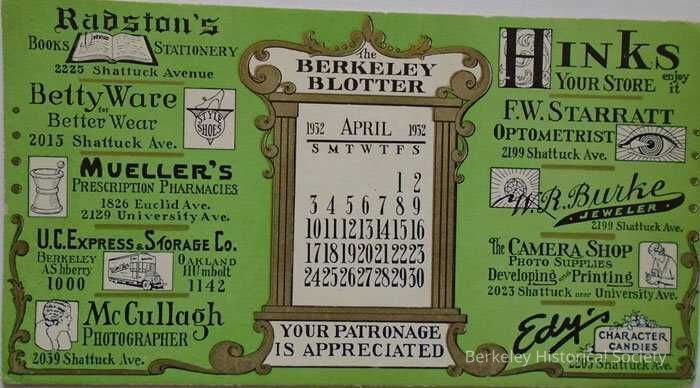 Radston's
BOOKS STATIONERY
2225 Shattuck Avenue
Betty Ware
for
Better Wear
2015 Shattuck Ave.
STYLE
SHOES
MUELLER'S
PRESCRIPTION PHARMACIES
1826 Euclid Ave.
2129 University Ave.
U.C. EXPRESS & STORAGE CO.
BERKELEY OAKLAND
AShberry HUmbolt
1000 1142
McCullagh
PHOTOGRAPHER
2039 Shattuck Ave.
The
BERKELEY
BLOTTER
1932 APRIL 1932
S M T W T F S
1 2
3 4 5 6 7 8 9
10 11 12 13 14 15 16
17 18 19 20 21 22 23
24 25 26 27 28 29 30
YOUR PATRONAGE
IS APPRECIATED
HINKS
YOUR STORE enjoy it
F.W. STARRATT
OPTOMETRIST
2199 Shattuck Ave.
W.R. Burke
JEWELER
2199 Shattuck Ave.
The CAMERA SHOP
PHOTO SUPPLIES
Developing and Printing
2023 Shattuck near University Ave.
Edy's
CHARACTER
CANDIES
2203 Shattuck Ave.
Berkeley Historical Society